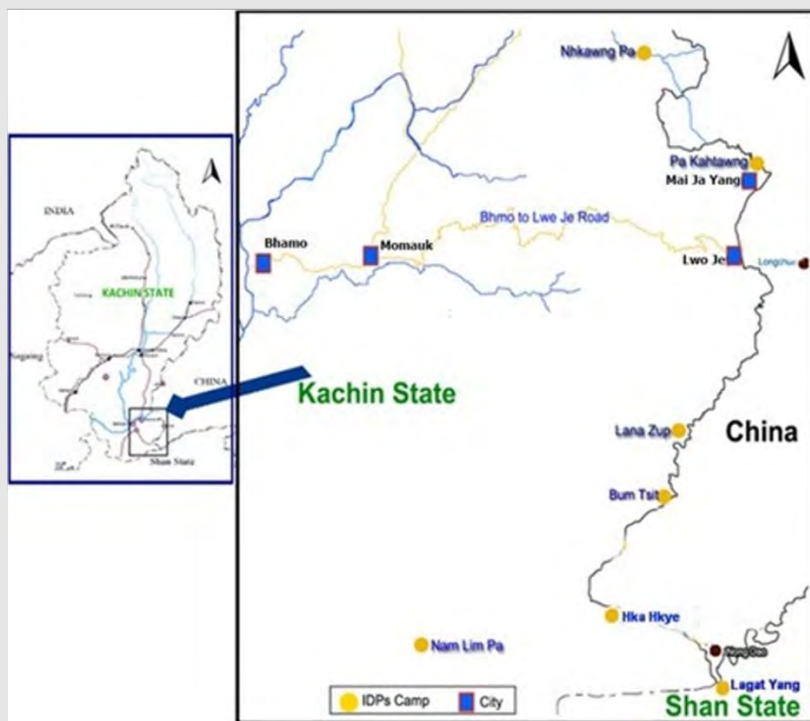 INDIA
KACHIN STATE
CHINA
Shan State
Nhkawng Pa
Pa Kahtawng
Mai Ja Yang
Bhmo to Lwe Je Road
Bhamo
Momauk
Lwo Je
Kachin State
Lana Zup
China
Bum Tsit
Hka Hkye
Nam Lim Pa
Nong Dao
Lagat Yang
Shan State
IDPs Camp
City